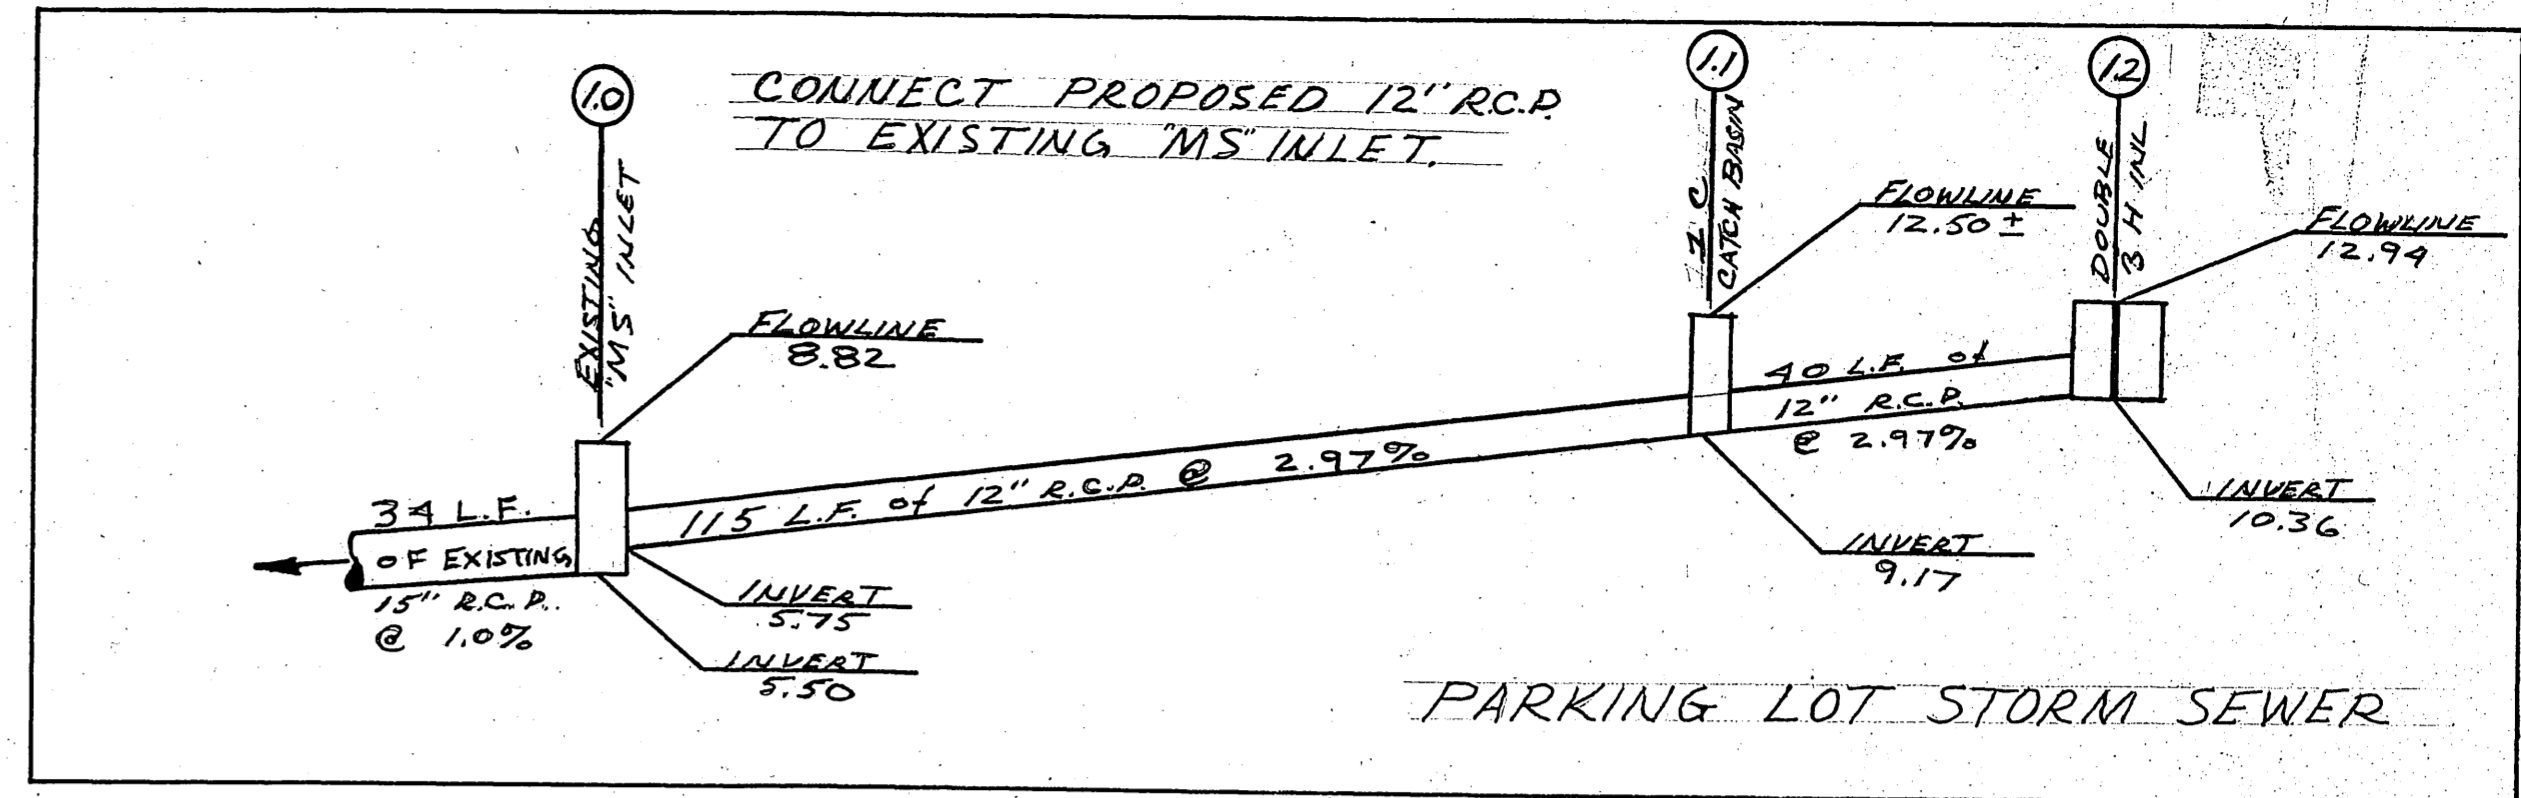 1.0
CONNECT PROPOSED 12" R.C.P.
TO EXISTING "MS" INLET.
1.1
1.2
EXISTING
"MS" INLET
C
CATCH BASIN
DOUBLE
3 H INL
FLOWLINE
12.50 ±
FLOWLINE
12.94
FLOWLINE
8.82
40 L.F. of
12" R.C.P.
@ 2.97%
115 L.F. of 12" R.C.P. @ 2.97%
34 L.F.
OF EXISTING
15" R.C.P.
@ 1.0%
INVERT
5.75
INVERT
5.50
INVERT
9.17
INVERT
10.36
PARKING LOT STORM SEWER